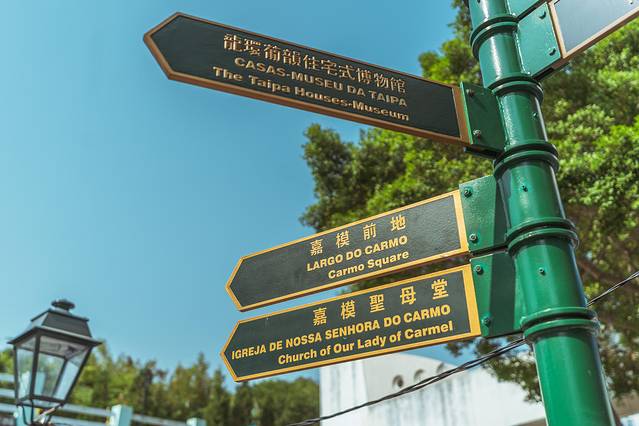 龍環葡韻住宅式博物館
CASAS-MUSEU DA TAIPA
The Taipa Houses-Museum
嘉模前地
LARGO DO CARMO
Carmo Square
嘉模聖母堂
IGREJA DE NOSSA SENHORA DO CARMO
Church of Our Lady of Carmel